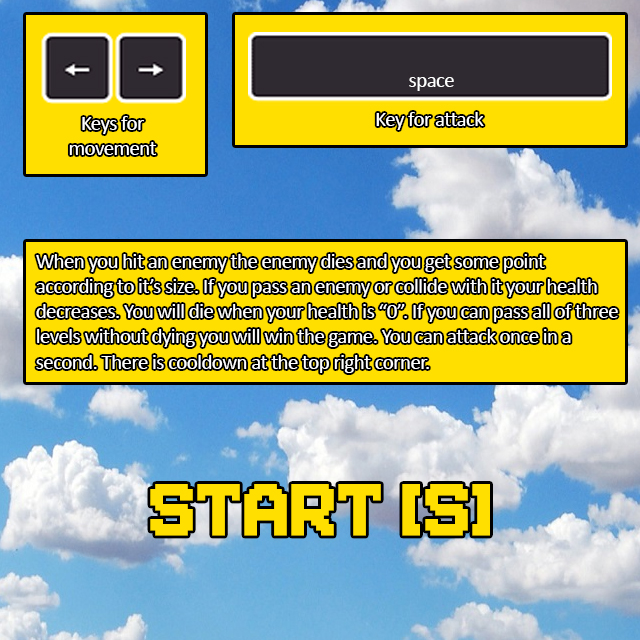 ← →
Keys for
movement
space
Key for attack
When you hit an enemy the enemy dies and you get some point
according to it’s size. If you pass an enemy or collide with it your health
decreases. You will die when your health is “0”. If you can pass all of three
levels without dying you will win the game. You can attack once in a
second. There is cooldown at the top right corner.
START [S]